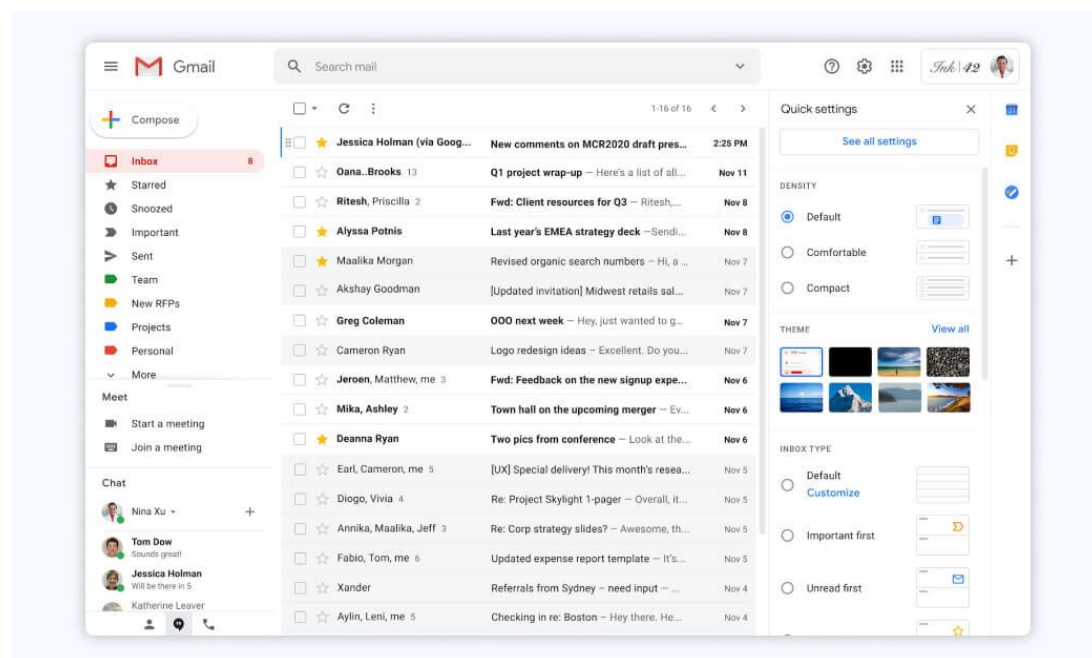 Gmail
Search mail
Ink 42
Compose
Inbox 8
Starred
Snoozed
Important
Sent
Team
New RFPs
Projects
Personal
More
Meet
Start a meeting
Join a meeting
Chat
Nina Xu
Tom Dow
Sounds great!
Jessica Holman
Will be there in 5.
Katherine Leaver
1-16 of 16
Jessica Holman (via Goog... New comments on MCR2020 draft pres... 2:25 PM
Oana..Brooks 13 Q1 project wrap-up – Here's a list of all... Nov 11
Ritesh, Priscilla 2 Fwd: Client resources for Q3 – Ritesh,... Nov 8
Alyssa Potnis Last year's EMEA strategy deck –Sendi... Nov 8
Maalika Morgan Revised organic search numbers – Hi, a ... Nov 7
Akshay Goodman [Updated invitation] Midwest retails sal... Nov 7
Greg Coleman OOO next week – Hey, just wanted to g... Nov 7
Cameron Ryan Logo redesign ideas – Excellent. Do you... Nov 7
Jeroen, Matthew, me 3 Fwd: Feedback on the new signup expe... Nov 6
Mika, Ashley 2 Town hall on the upcoming merger – Ev... Nov 6
Deanna Ryan Two pics from conference – Look at the... Nov 6
Earl, Cameron, me 5 [UX] Special delivery! This month's resea... Nov 5
Diogo, Vivia 4 Re: Project Skylight 1-pager – Overall, it... Nov 5
Annika, Maalika, Jeff 3 Re: Corp strategy slides? – Awesome, th... Nov 5
Fabio, Tom, me 6 Updated expense report template – It's... Nov 5
Xander Referrals from Sydney – need input – ... Nov 4
Aylin, Leni, me 5 Checking in re: Boston – Hey there. He... Nov 4
Quick settings
See all settings
DENSITY
Default
Comfortable
Compact
THEME View all
INBOX TYPE
Default
Customize
Important first
Unread first
31